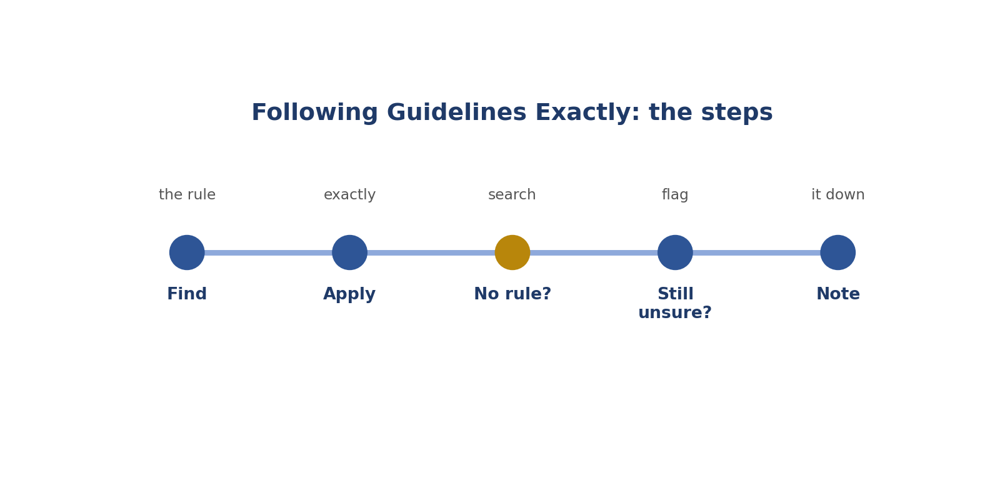 Following Guidelines Exactly: the steps
the rule
exactly
search
flag
it down
Find
Apply
No rule?
Still
unsure?
Note